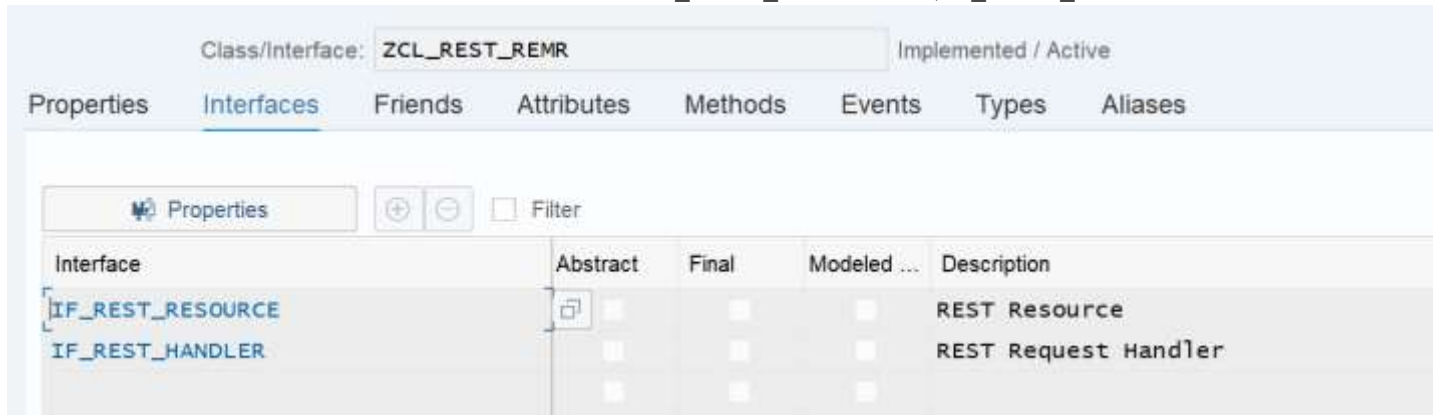 Class/Interface: ZCL_REST_REMR Implemented / Active
Properties Interfaces Friends Attributes Methods Events Types Aliases
Properties Filter
Interface Abstract Final Modeled ... Description
IF_REST_RESOURCE REST Resource
IF_REST_HANDLER REST Request Handler